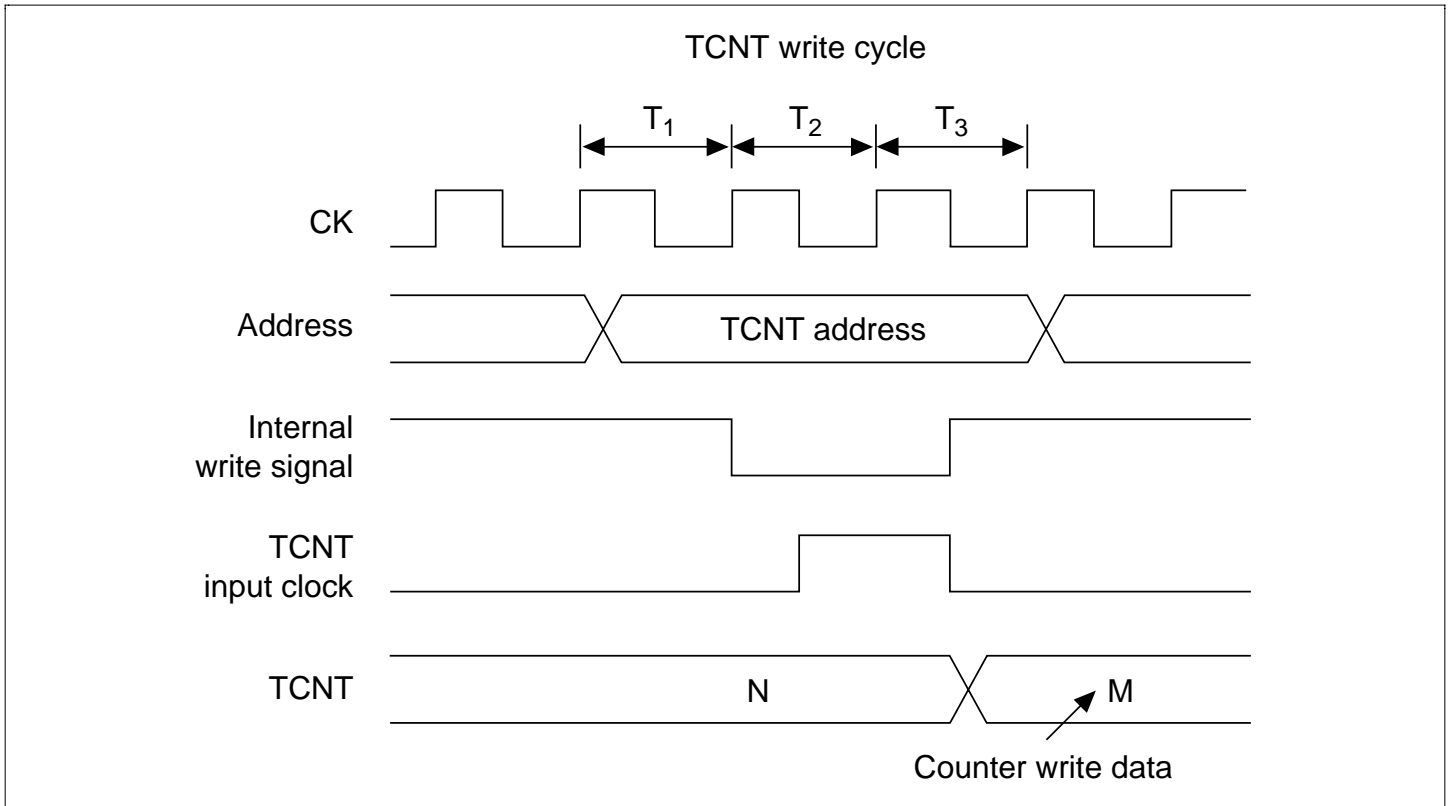 TCNT write cycle
T1 T2 T3
CK
Address
TCNT address
Internal
write signal
TCNT
input clock
TCNT
N
M
Counter write data